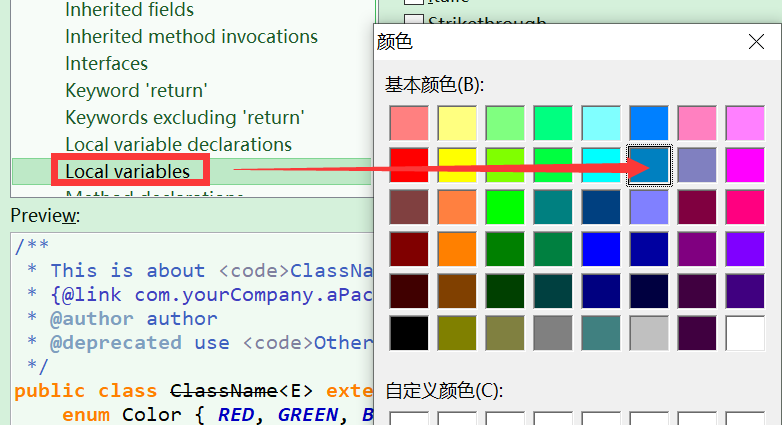 Inherited fields
Inherited method invocations
Interfaces
Keyword 'return'
Keywords excluding 'return'
Local variable declarations
Local variables
Method declarations
Preview:
/**
 * This is about <code>ClassNa
 * {@link com.yourCompany.aPac
 * @author author
 * @deprecated use <code>Other
 */
public class ClassName<E> exte
    enum Color { RED, GREEN, B
Strikethrough
颜色
基本颜色(B):
自定义颜色(C):